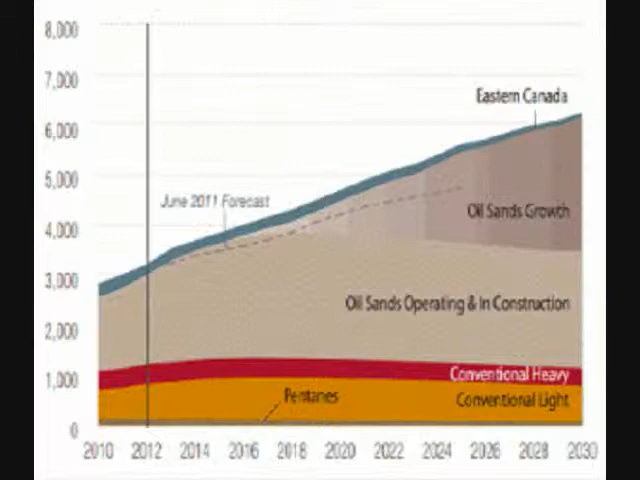 8,000
7,000
6,000
5,000
4,000
3,000
2,000
1,000
0
Eastern Canada
June 2011 Forecast
Oil Sands Growth
Oil Sands Operating & In Construction
Conventional Heavy
Pentanes
Conventional Light
2010 2012 2014 2016 2018 2020 2022 2024 2026 2028 2030